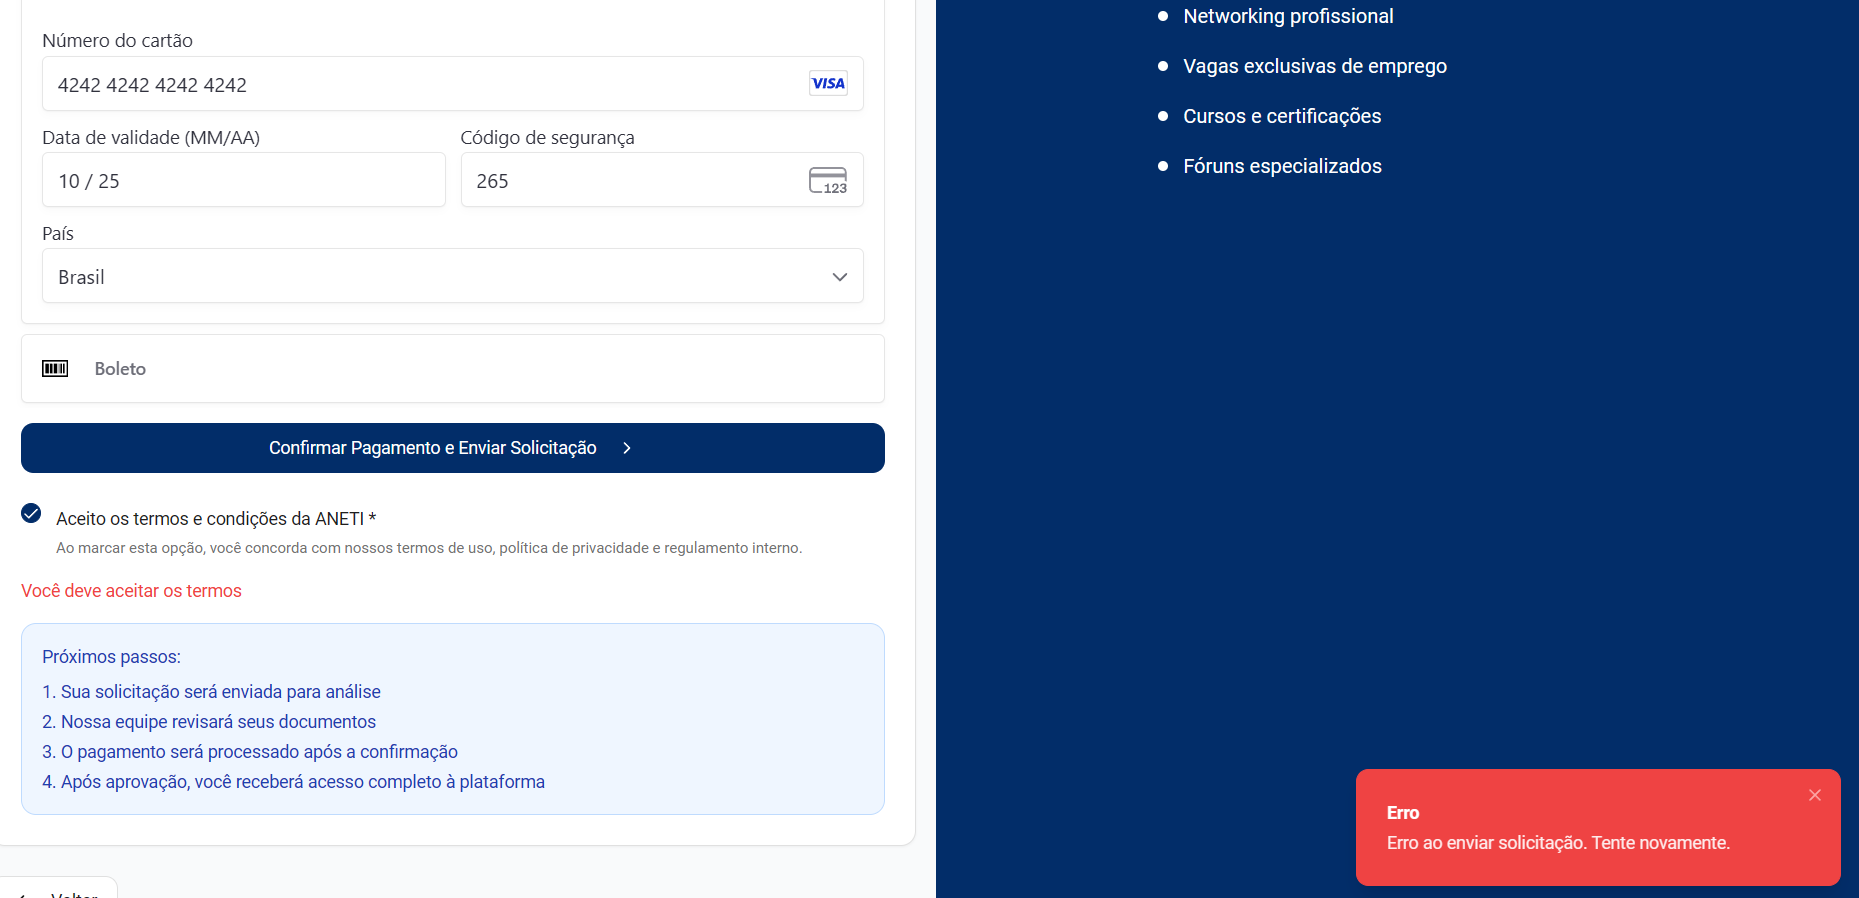 Número do cartão
4242 4242 4242 4242
VISA
Data de validade (MM/AA)
Código de segurança
10 / 25
265
123
País
Brasil
Boleto
Confirmar Pagamento e Enviar Solicitação
Aceito os termos e condições da ANETI *
Ao marcar esta opção, você concorda com nossos termos de uso, política de privacidade e regulamento interno.
Você deve aceitar os termos
Próximos passos:
1. Sua solicitação será enviada para análise
2. Nossa equipe revisará seus documentos
3. O pagamento será processado após a confirmação
4. Após aprovação, você receberá acesso completo à plataforma
Voltar
Networking profissional
Vagas exclusivas de emprego
Cursos e certificações
Fóruns especializados
Erro
Erro ao enviar solicitação. Tente novamente.